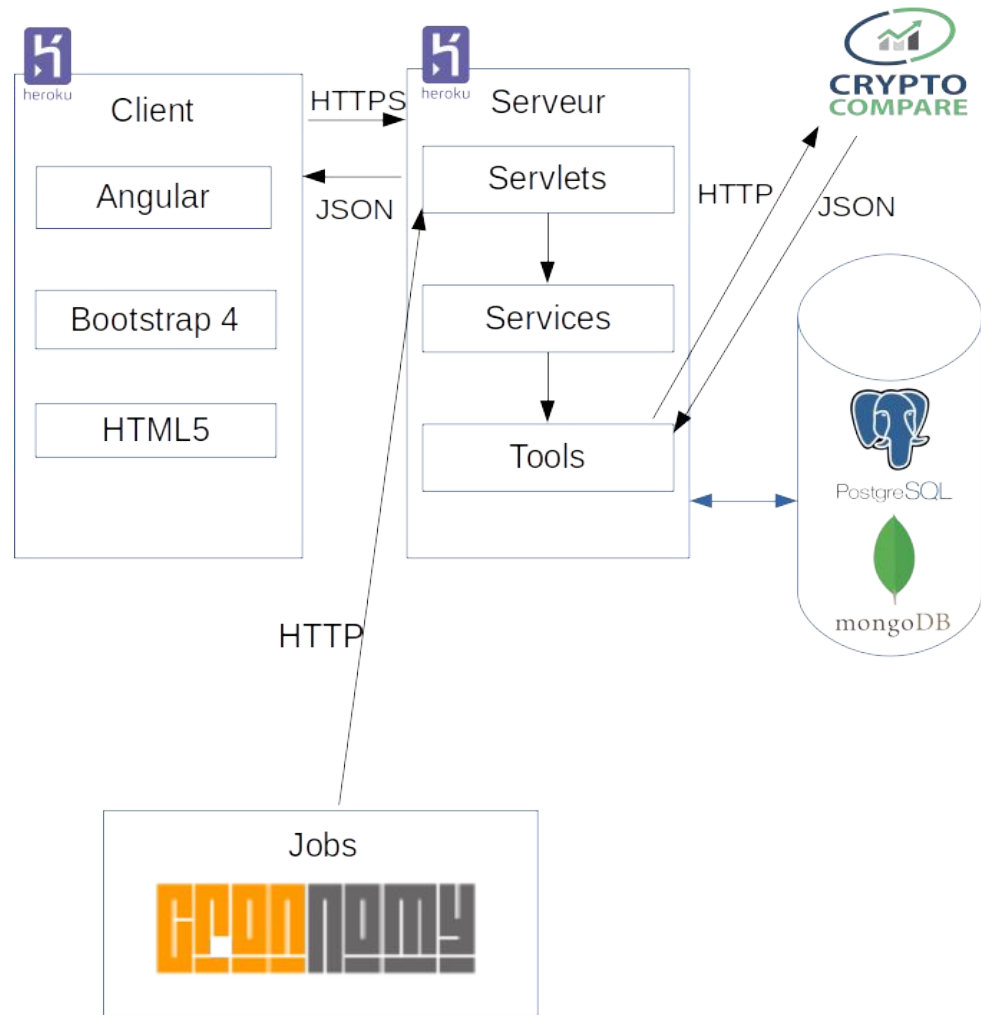 heroku
Client
Angular
Bootstrap 4
HTML5
HTTPS
JSON
heroku
Serveur
Servlets
Services
Tools
HTTP
JSON
CRYPTO
COMPARE
PostgreSQL
mongoDB
HTTP
Jobs
cronnomy